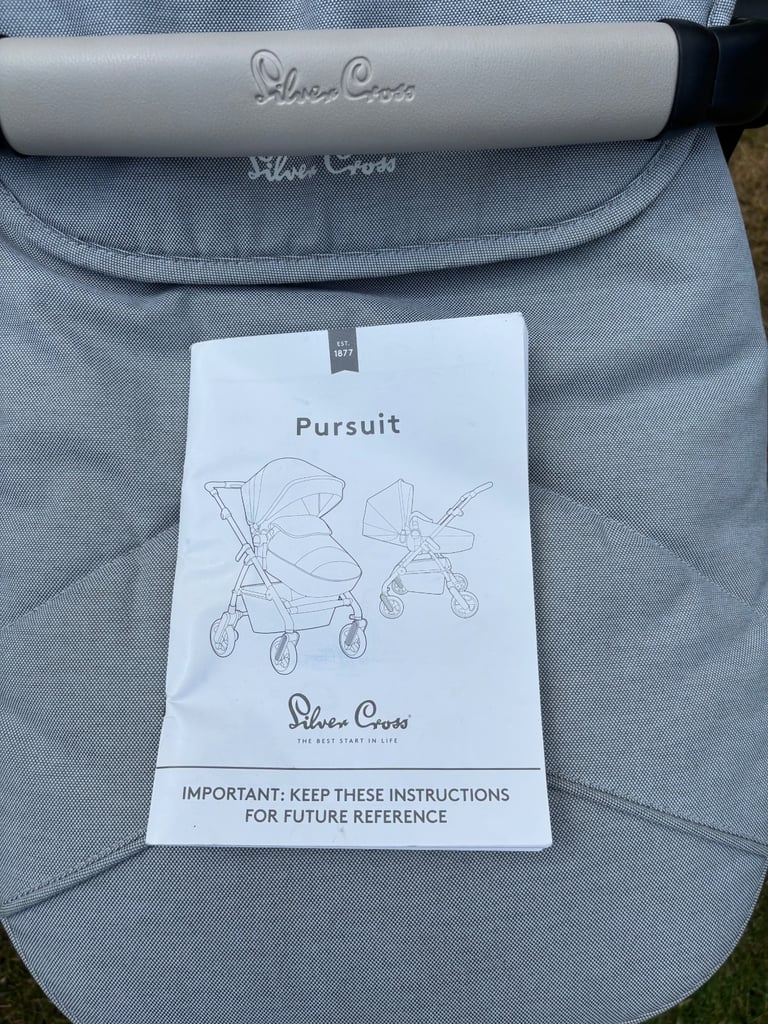 Silver Cross
Silver Cross
EST.
1877
Pursuit
Silver Cross
THE BEST START IN LIFE
IMPORTANT: KEEP THESE INSTRUCTIONS
FOR FUTURE REFERENCE